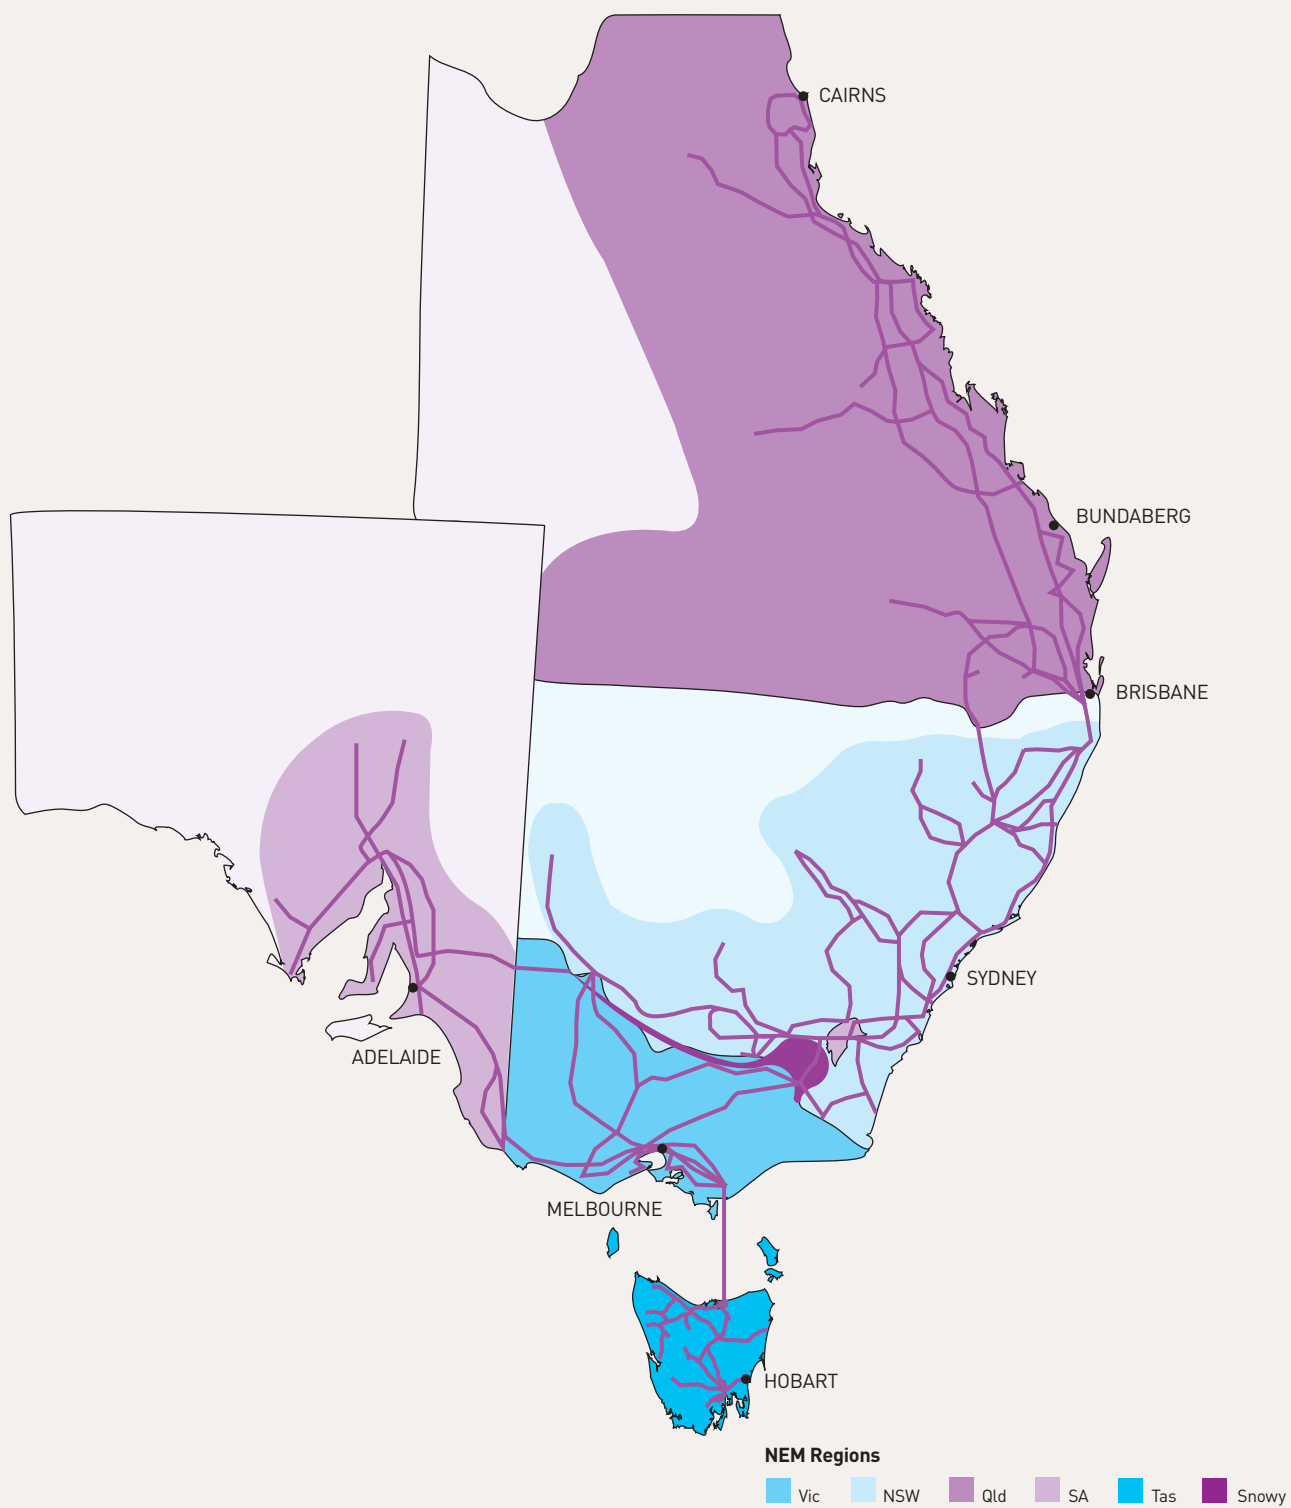 CAIRNS
BUNDABERG
BRISBANE
SYDNEY
ADELAIDE
MELBOURNE
HOBART
NEM Regions
Vic NSW Qld SA Tas Snowy